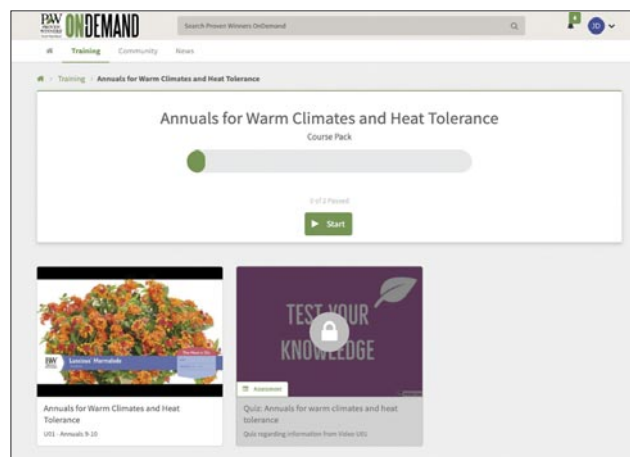 PW
PROVEN
WINNERS
ONDEMAND
Search Proven Winners OnDemand
JD
Training Community News
/ Training / Annuals for Warm Climates and Heat Tolerance
Annuals for Warm Climates and Heat Tolerance
Course Pack
0 of 2 Passed
Start
Luscious Marmalade
TEST YOUR
KNOWLEDGE
Assessment
Annuals for Warm Climates and Heat
Tolerance
U01 - Annuals 9-10
Quiz: Annuals for warm climates and heat
tolerance
Quiz regarding information from Video U01